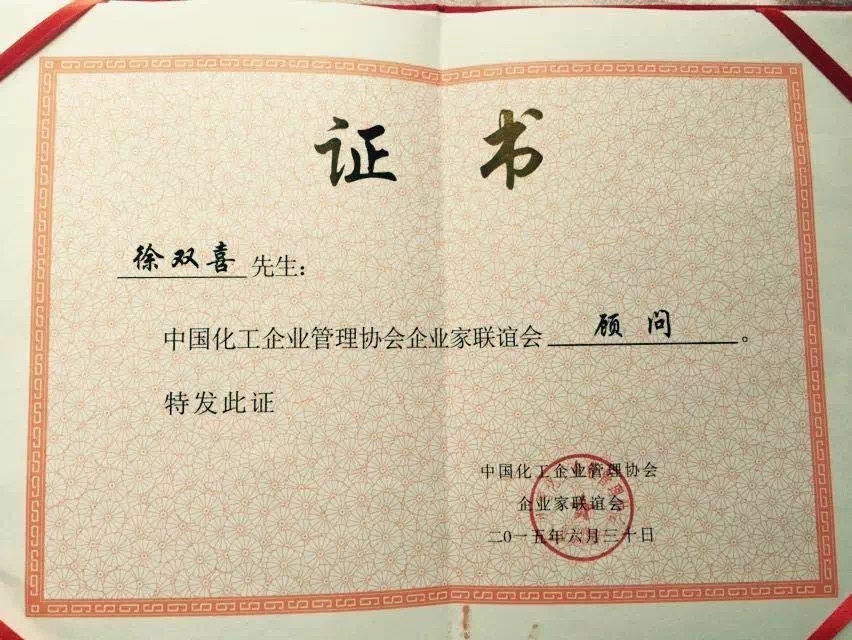 证书
徐双喜 先生：
中国化工企业管理协会企业家联谊会 顾问 。
特发此证
中国化工企业管理协会
企业家联谊会
二〇一五年六月三十日